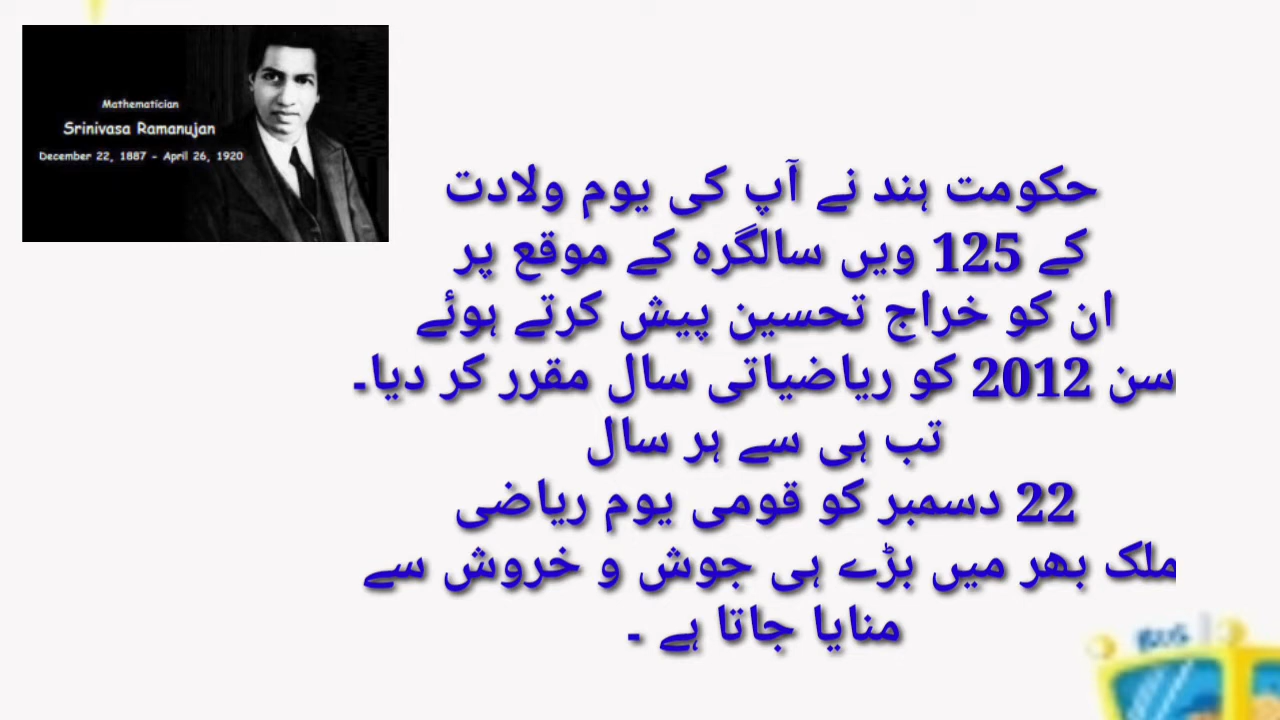 Mathematician
Srinivasa Ramanujan
December 22, 1887 - April 26, 1920
حکومت ہند نے آپ کی یوم ولادت
کے 125 ویں سالگرہ کے موقع پر
ان کو خراج تحسین پیش کرتے ہوئے
سن 2012 کو ریاضیاتی سال مقرر کر دیا۔
تب ہی سے ہر سال
22 دسمبر کو قومی یوم ریاضی
ملک بھر میں بڑے ہی جوش و خروش سے
منایا جاتا ہے ۔